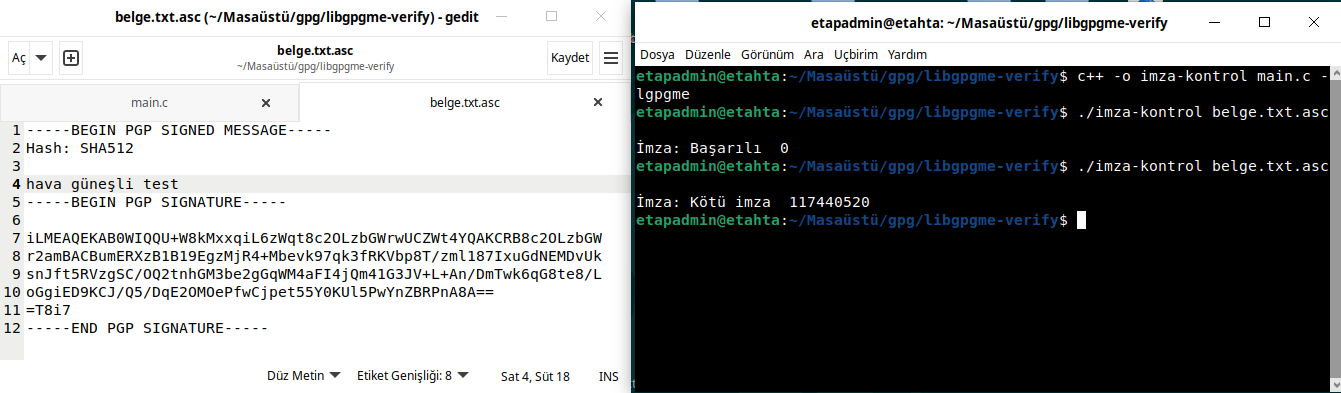 belge.txt.asc (~/Masaüstü/gpg/libgpgme-verify) - gedit
Aç
belge.txt.asc
~/Masaüstü/gpg/libgpgme-verify
Kaydet
main.c
belge.txt.asc
1 -----BEGIN PGP SIGNED MESSAGE-----
2 Hash: SHA512
3
4 hava güneşli test
5 -----BEGIN PGP SIGNATURE-----
6
7 iLMEAQEKAB0WIQQU+W8kMxxqiL6zWqt8c2OLzbGWrwUCZWt4YQAKCRB8c2OLzbGW
8 r2amBACBumERXzB1B19EgzMjR4+Mbevk97qk3fRKVbp8T/zml187IxuGdNEMDvUk
9 snJft5RVzgSC/OQ2tnhGM3be2gGqWM4aFI4jQm41G3JV+L+An/DmTwk6qG8te8/L
10 oGgiED9KCJ/Q5/DqE2OMOePfwCjpet55Y0KUl5PwYnZBRPnA8A==
11 =T8i7
12 -----END PGP SIGNATURE-----
Düz Metin
Etiket Genişliği: 8
Sat 4, Süt 18
INS
etapadmin@etahta: ~/Masaüstü/gpg/libgpgme-verify
Dosya Düzenle Görünüm Ara Uçbirim Yardım
etapadmin@etahta:~/Masaüstü/gpg/libgpgme-verify$ c++ -o imza-kontrol main.c -
lgpgme
etapadmin@etahta:~/Masaüstü/gpg/libgpgme-verify$ ./imza-kontrol belge.txt.asc
İmza: Başarılı 0
etapadmin@etahta:~/Masaüstü/gpg/libgpgme-verify$ ./imza-kontrol belge.txt.asc
İmza: Kötü imza 117440520
etapadmin@etahta:~/Masaüstü/gpg/libgpgme-verify$